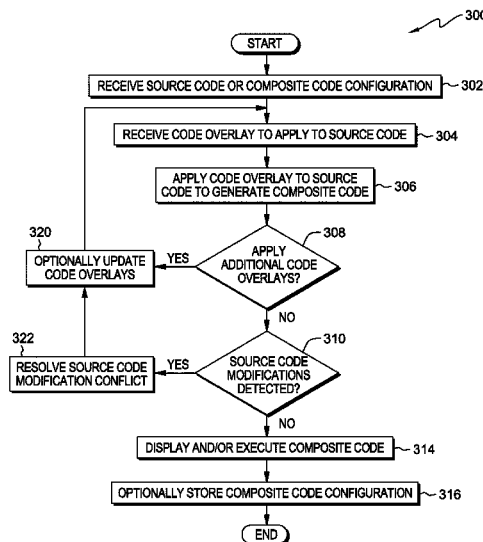 300
START
RECEIVE SOURCE CODE OR COMPOSITE CODE CONFIGURATION
302
RECEIVE CODE OVERLAY TO APPLY TO SOURCE CODE
304
APPLY CODE OVERLAY TO SOURCE
CODE TO GENERATE COMPOSITE CODE
306
308
APPLY
ADDITIONAL CODE
OVERLAYS?
YES
320
OPTIONALLY UPDATE
CODE OVERLAYS
NO
310
SOURCE CODE
MODIFICATIONS
DETECTED?
YES
322
RESOLVE SOURCE CODE
MODIFICATION CONFLICT
NO
DISPLAY AND/OR EXECUTE COMPOSITE CODE
314
OPTIONALLY STORE COMPOSITE CODE CONFIGURATION
316
END